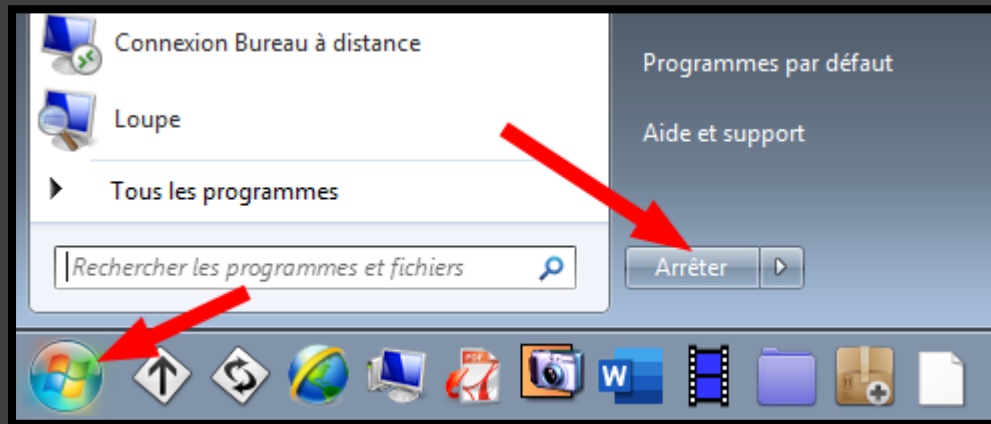 Connexion Bureau à distance
Loupe
Tous les programmes
Rechercher les programmes et fichiers
Programmes par défaut
Aide et support
Arrêter
PDF
W